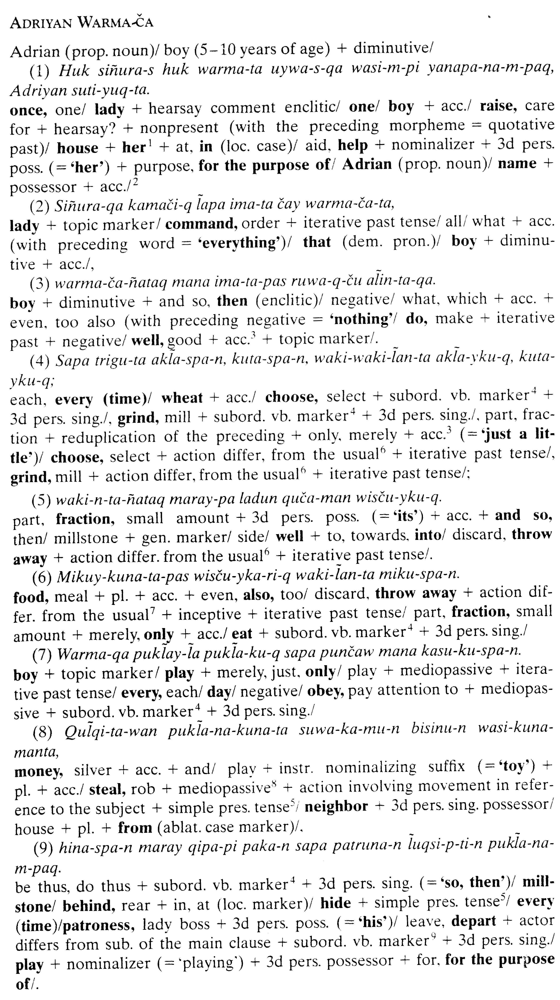 ADRIYAN WARMA-ČA
Adrian (prop. noun)/ boy (5–10 years of age) + diminutive/
(1) Huk siñura-s huk warma-ta uywa-s-qa wasi-m-pi yanapa-na-m-paq,
Adriyan suti-yuq-ta.
once, one/ lady + hearsay comment enclitic/ one/ boy + acc./ raise, care
for + hearsay? + nonpresent (with the preceding morpheme = quotative
past)/ house + her¹ + at, in (loc. case)/ aid, help + nominalizer + 3d pers.
poss. (= ‘her’) + purpose, for the purpose of/ Adrian (prop. noun)/ name +
possessor + acc./²
(2) Siñura-qa kamači-q l̃apa ima-ta čay warma-ča-ta,
lady + topic marker/ command, order + iterative past tense/ all/ what + acc.
(with preceding word = ‘everything’)/ that (dem. pron.)/ boy + diminu-
tive + acc./,
(3) warma-ča-ñataq mana ima-ta-pas ruwa-q-ču al̃in-ta-qa.
boy + diminutive + and so, then (enclitic)/ negative/ what, which + acc. +
even, too also (with preceding negative = ‘nothing’/ do, make + iterative
past + negative/ well, good + acc.³ + topic marker/.
(4) Sapa trigu-ta akl̃a-spa-n, kuta-spa-n, waki-waki-l̃an-ta akl̃a-yku-q, kuta-
yku-q;
each, every (time)/ wheat + acc./ choose, select + subord. vb. marker⁴ +
3d pers. sing./, grind, mill + subord. vb. marker⁴ + 3d pers. sing./, part, frac-
tion + reduplication of the preceding + only, merely + acc.³ (= ‘just a lit-
tle’)/ choose, select + action differ, from the usual⁶ + iterative past tense/,
grind, mill + action differ, from the usual⁶ + iterative past tense/;
(5) waki-n-ta-ñataq maray-pa ladun quča-man wisču-yku-q.
part, fraction, small amount + 3d pers. poss. (= ‘its’) + acc. + and so,
then/ millstone + gen. marker/ side/ well + to, towards, into/ discard, throw
away + action differ. from the usual⁶ + iterative past tense/.
(6) Mikuy-kuna-ta-pas wisču-yka-ri-q waki-l̃an-ta miku-spa-n.
food, meal + pl. + acc. + even, also, too/ discard, throw away + action dif-
fer. from the usual⁷ + inceptive + iterative past tense/ part, fraction, small
amount + merely, only + acc./ eat + subord. vb. marker⁴ + 3d pers. sing./
(7) Warma-qa pukl̃ay-l̃a pukl̃a-ku-q sapa punčaw mana kasu-ku-spa-n.
boy + topic marker/ play + merely, just, only/ play + mediopassive + itera-
tive past tense/ every, each/ day/ negative/ obey, pay attention to + mediopas-
sive + subord. vb. marker⁴ + 3d pers. sing./
(8) Qul̃qi-ta-wan pukl̃a-na-kuna-ta suwa-ka-mu-n bisinu-n wasi-kuna-
manta,
money, silver + acc. + and/ play + instr. nominalizing suffix (= ‘toy’) +
pl. + acc./ steal, rob + mediopassive⁸ + action involving movement in refer-
ence to the subject + simple pres. tense⁵/ neighbor + 3d pers. sing. possessor/
house + pl. + from (ablat. case marker)/,
(9) hina-spa-n maray qipa-pi paka-n sapa patruna-n l̃uqsi-p-ti-n pukl̃a-na-
m-paq.
be thus, do thus + subord. vb. marker⁴ + 3d pers. sing. (= ‘so, then’)/ mill-
stone/ behind, rear + in, at (loc. marker)/ hide + simple pres. tense⁵/ every
(time)/patroness, lady boss + 3d pers. poss. (= ‘his’)/ leave, depart + actor
differs from sub. of the main clause + subord. vb. marker⁹ + 3d pers. sing./
play + nominalizer (= ‘playing’) + 3d pers. possessor + for, for the purpose
of/.